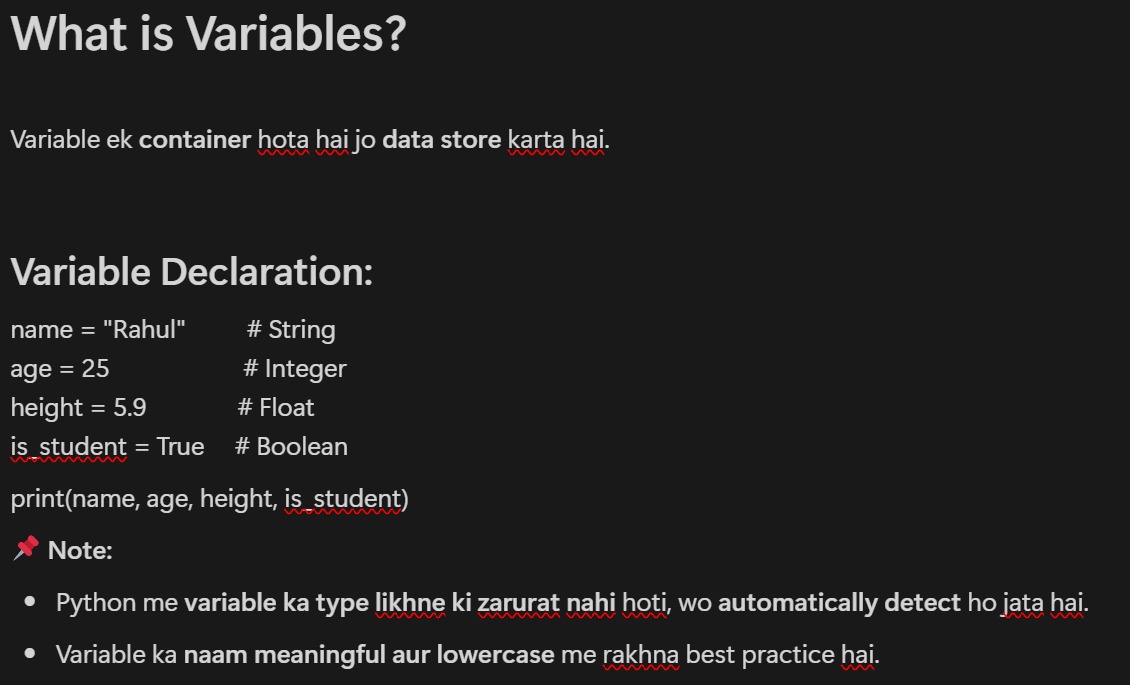 What is Variables?
Variable ek container hota hai jo data store karta hai.
Variable Declaration:
name = "Rahul" # String
age = 25 # Integer
height = 5.9 # Float
is_student = True # Boolean
print(name, age, height, is_student)
📌 Note:
• Python me variable ka type likhne ki zarurat nahi hoti, wo automatically detect ho jata hai.
• Variable ka naam meaningful aur lowercase me rakhna best practice hai.